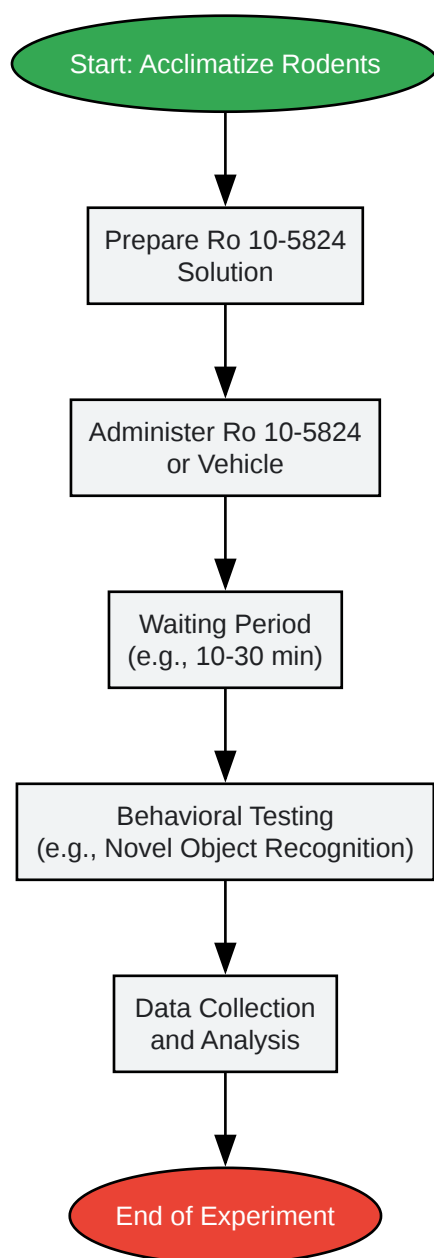 Start: Acclimatize Rodents
Prepare Ro 10-5824
Solution
Administer Ro 10-5824
or Vehicle
Waiting Period
(e.g., 10-30 min)
Behavioral Testing
(e.g., Novel Object Recognition)
Data Collection
and Analysis
End of Experiment